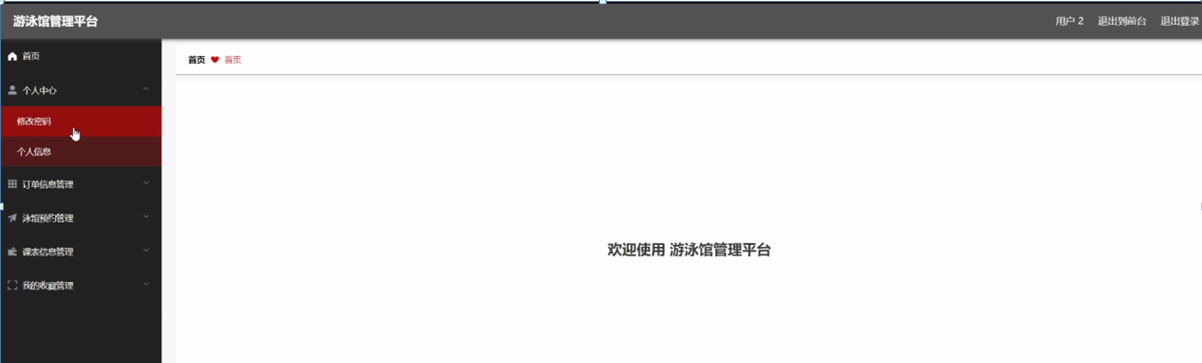 游泳馆管理平台
用户 2 退出到前台 退出登录
首页
首页 首页
个人中心
修改密码
个人信息
订单信息管理
泳馆预约管理
课表信息管理
我的收藏管理
欢迎使用 游泳馆管理平台